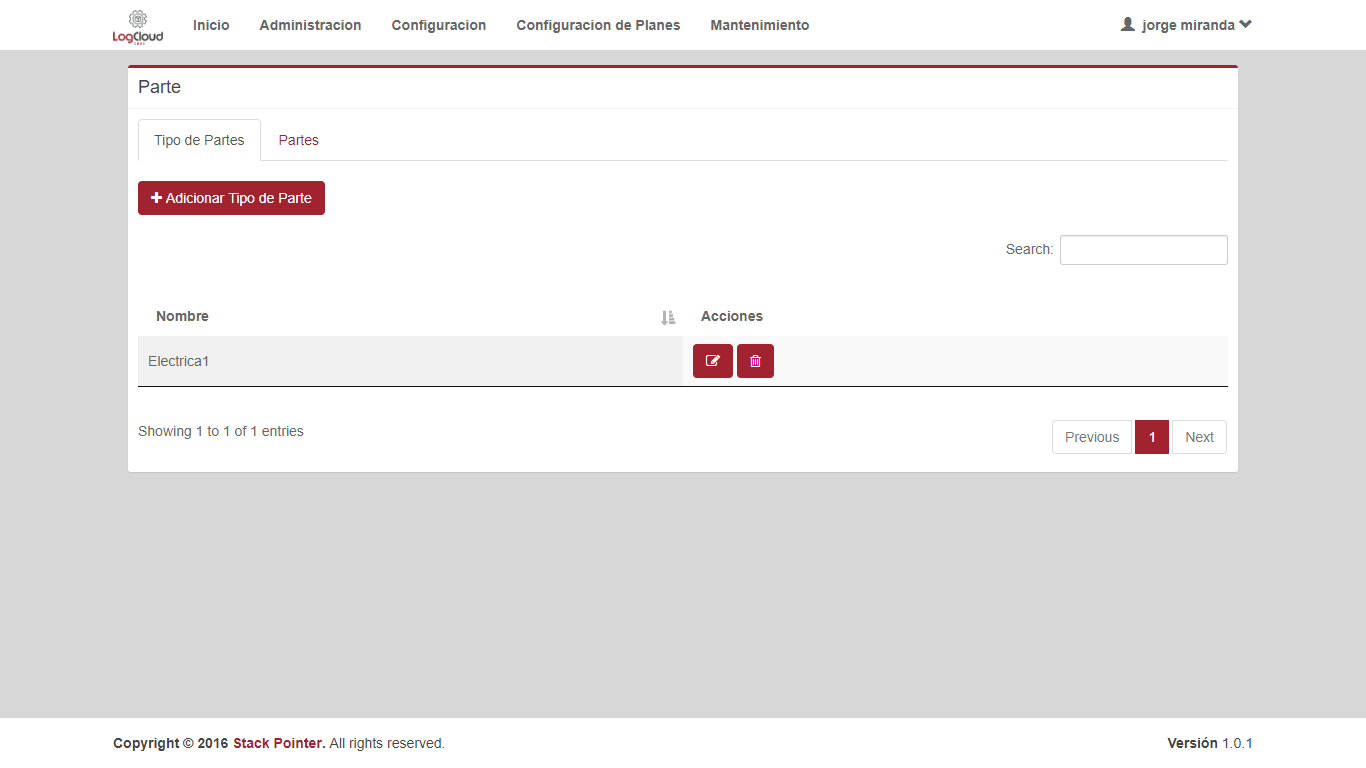 LogCloud
Inicio Administracion Configuracion Configuracion de Planes Mantenimiento jorge miranda
Parte
Tipo de Partes Partes
Adicionar Tipo de Parte
Search:
Nombre Acciones
Electrica1
Showing 1 to 1 of 1 entries Previous 1 Next
Copyright © 2016 Stack Pointer. All rights reserved. Versión 1.0.1